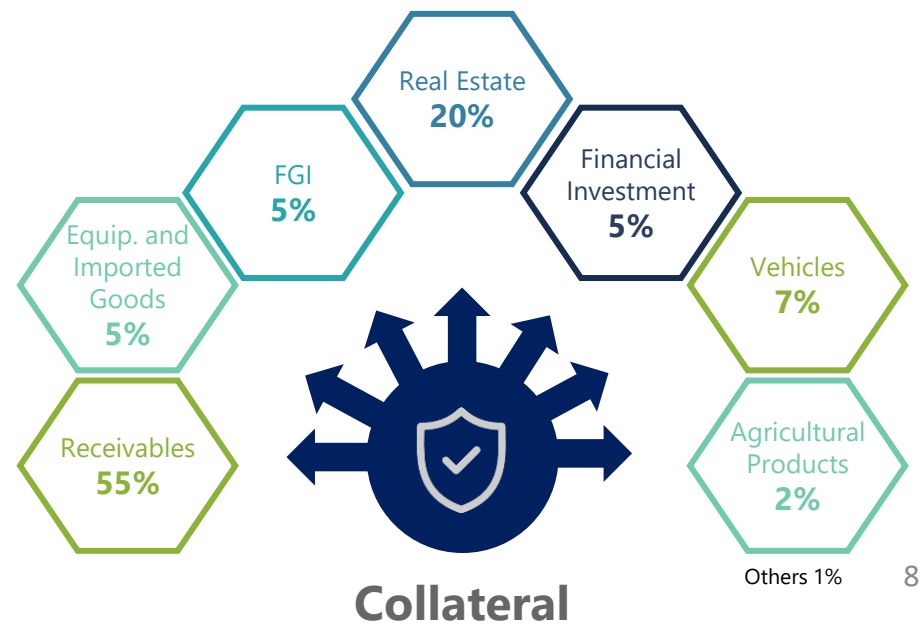 Real Estate
20%
FGI
5%
Financial
Investment
5%
Equip. and
Imported
Goods
5%
Vehicles
7%
Receivables
55%
Agricultural
Products
2%
Others 1%
8
Collateral